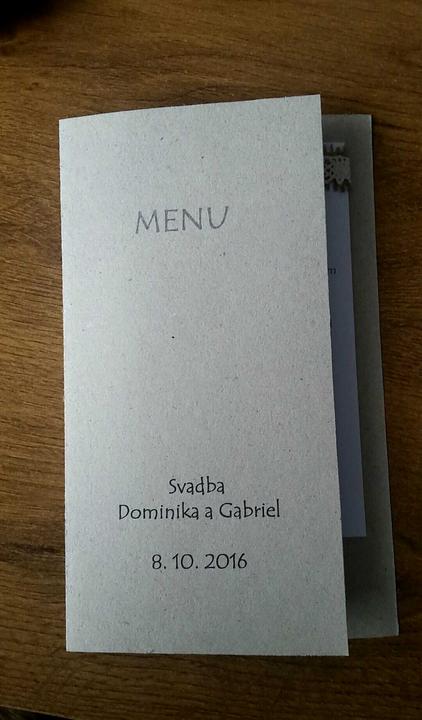 MENU
Svadba
Dominika a Gabriel
8. 10. 2016